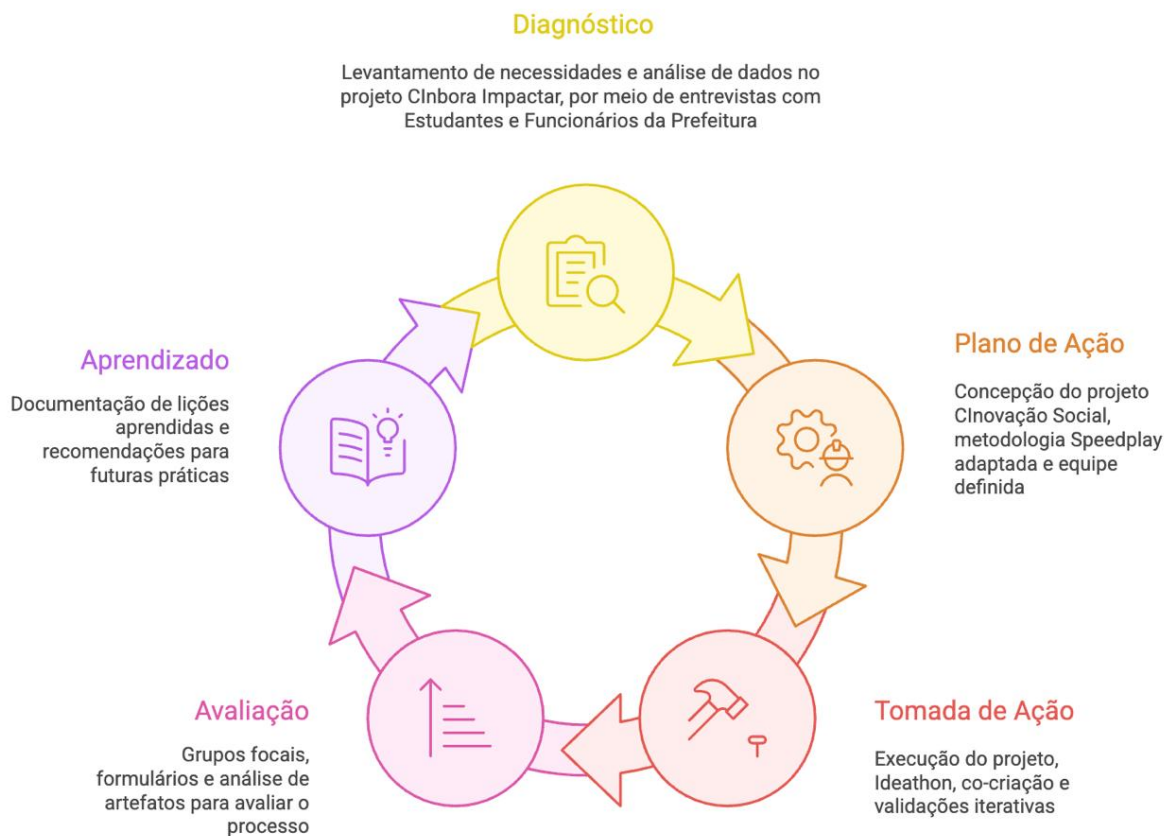 Diagnóstico
Levantamento de necessidades e análise de dados no
projeto CInbora Impactar, por meio de entrevistas com
Estudantes e Funcionários da Prefeitura
Plano de Ação
Concepção do projeto
CInovação Social,
metodologia Speedplay
adaptada e equipe
definida
Tomada de Ação
Execução do projeto,
Ideathon, co-criação e
validações iterativas
Avaliação
Grupos focais,
formulários e análise de
artefatos para avaliar o
processo
Aprendizado
Documentação de lições
aprendidas e
recomendações para
futuras práticas